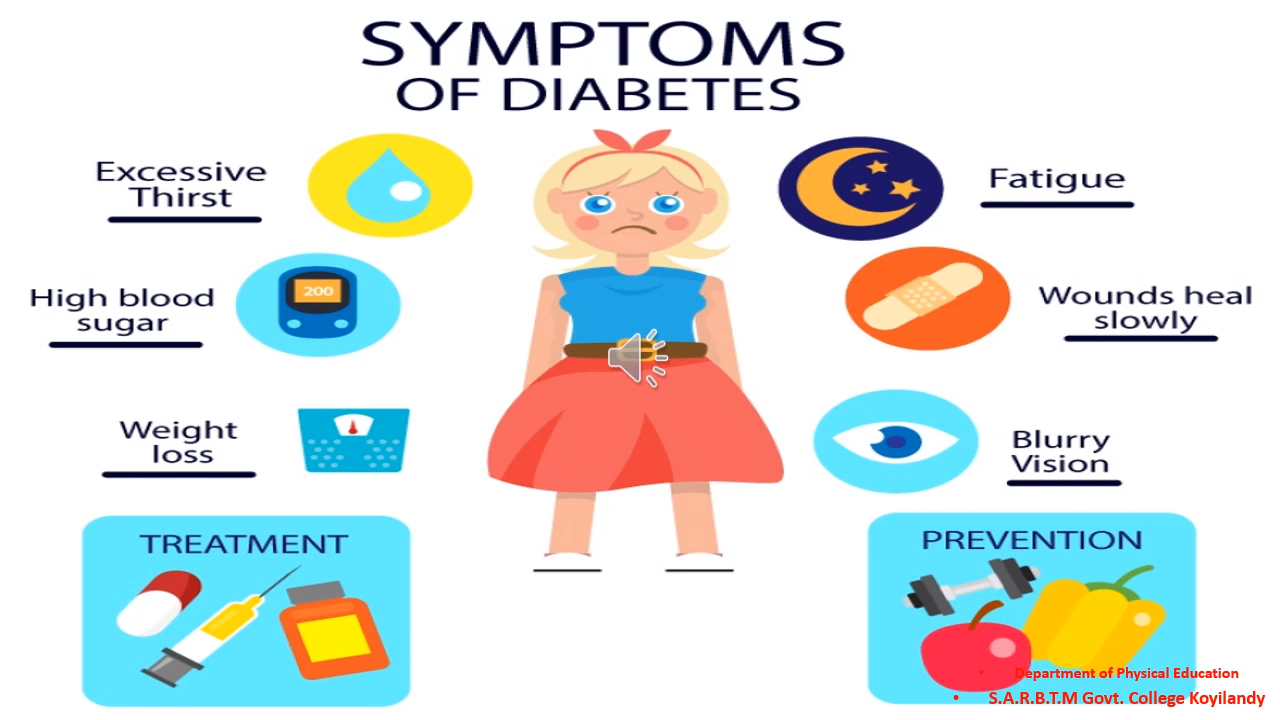 SYMPTOMS
OF DIABETES
Excessive
Thirst
Fatigue
High blood
sugar
200
Wounds heal
slowly
Weight
loss
Blurry
Vision
TREATMENT
PREVENTION
• Department of Physical Education
• S.A.R.B.T.M Govt. College Koyilandy